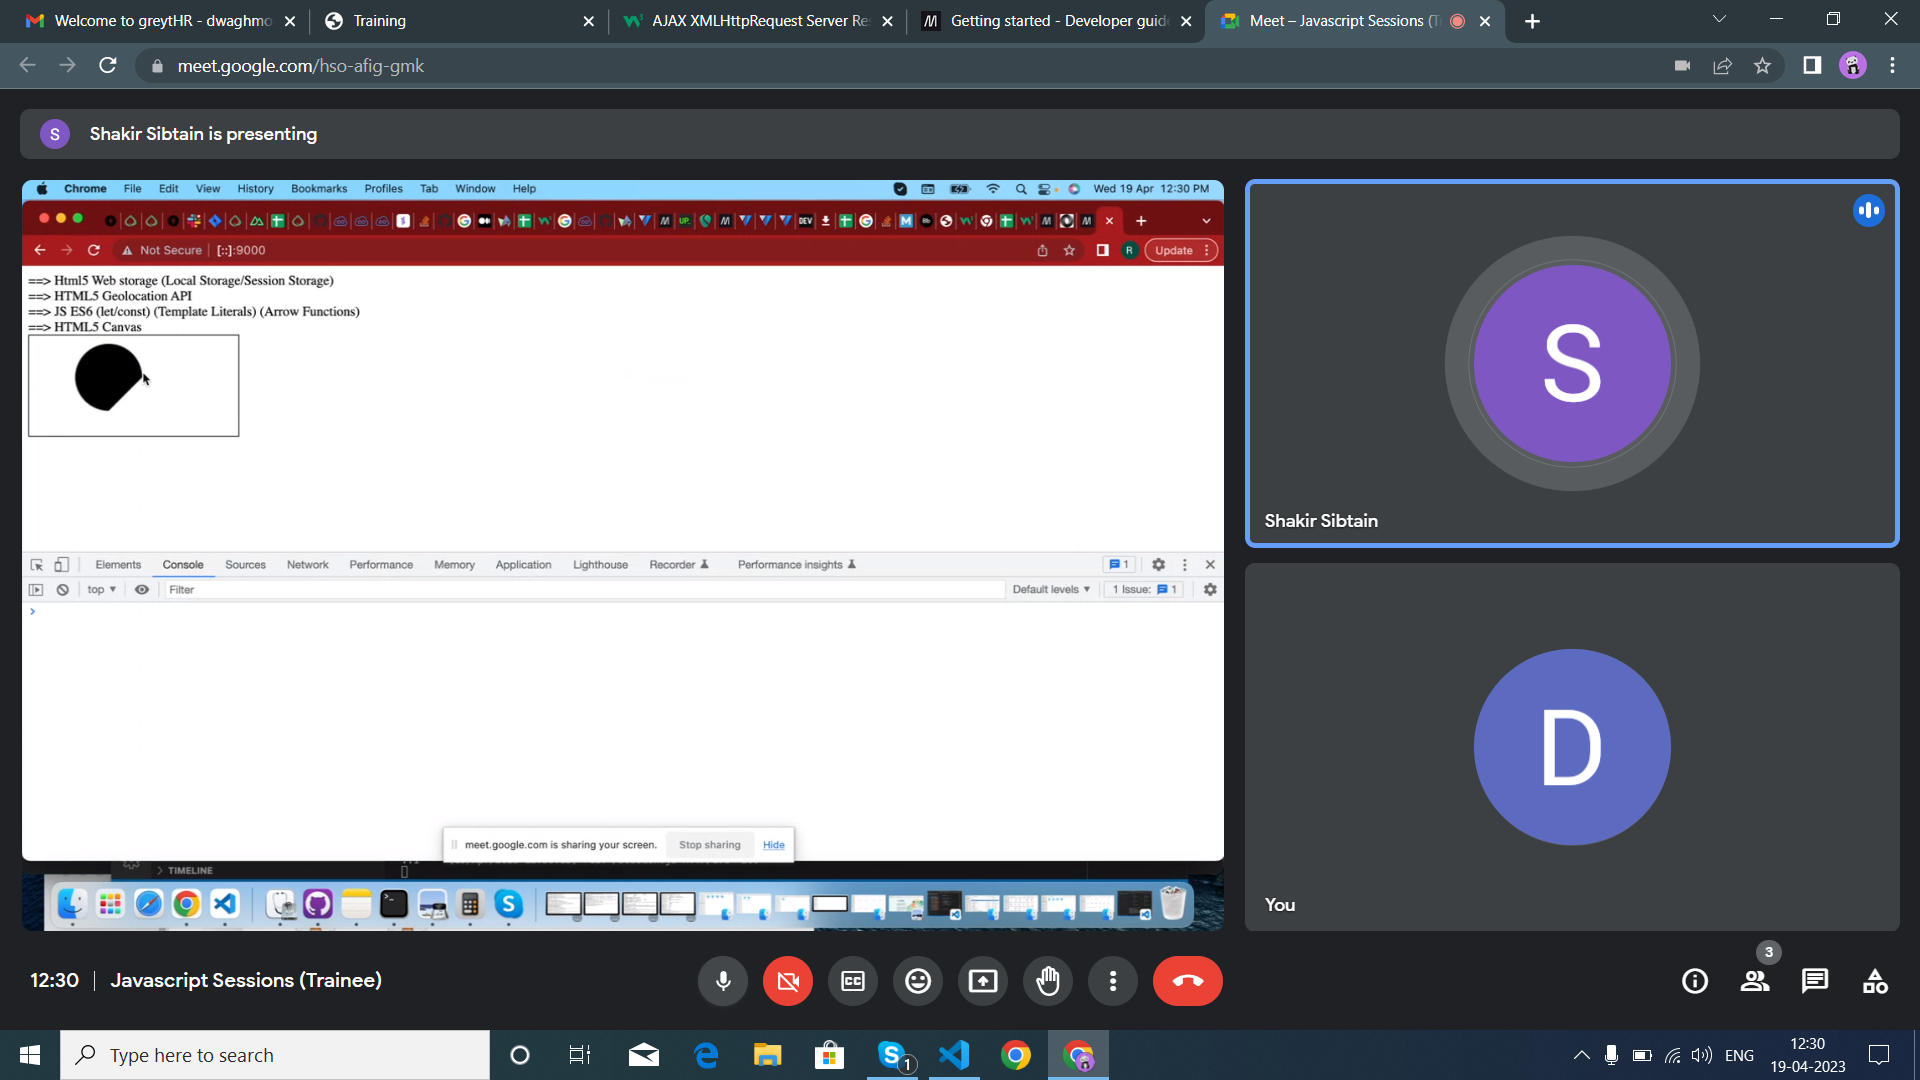 Welcome to greytHR - dwaghmo
Training
AJAX XMLHttpRequest Server Re
Getting started - Developer guide
Meet – Javascript Sessions (T
meet.google.com/hso-afig-gmk
S
Shakir Sibtain is presenting
Chrome File Edit View History Bookmarks Profiles Tab Window Help
Wed 19 Apr 12:30 PM
Not Secure [::]:9000
R
Update
==> Html5 Web storage (Local Storage/Session Storage)
==> HTML5 Geolocation API
==> JS ES6 (let/const) (Template Literals) (Arrow Functions)
==> HTML5 Canvas
Elements Console Sources Network Performance Memory Application Lighthouse Recorder Performance insights
1
top
Filter
Default levels
1 Issue: 1
meet.google.com is sharing your screen.
Stop sharing
Hide
TIMELINE
S
Shakir Sibtain
D
You
12:30
Javascript Sessions (Trainee)
3
Type here to search
1
ENG
12:30
19-04-2023